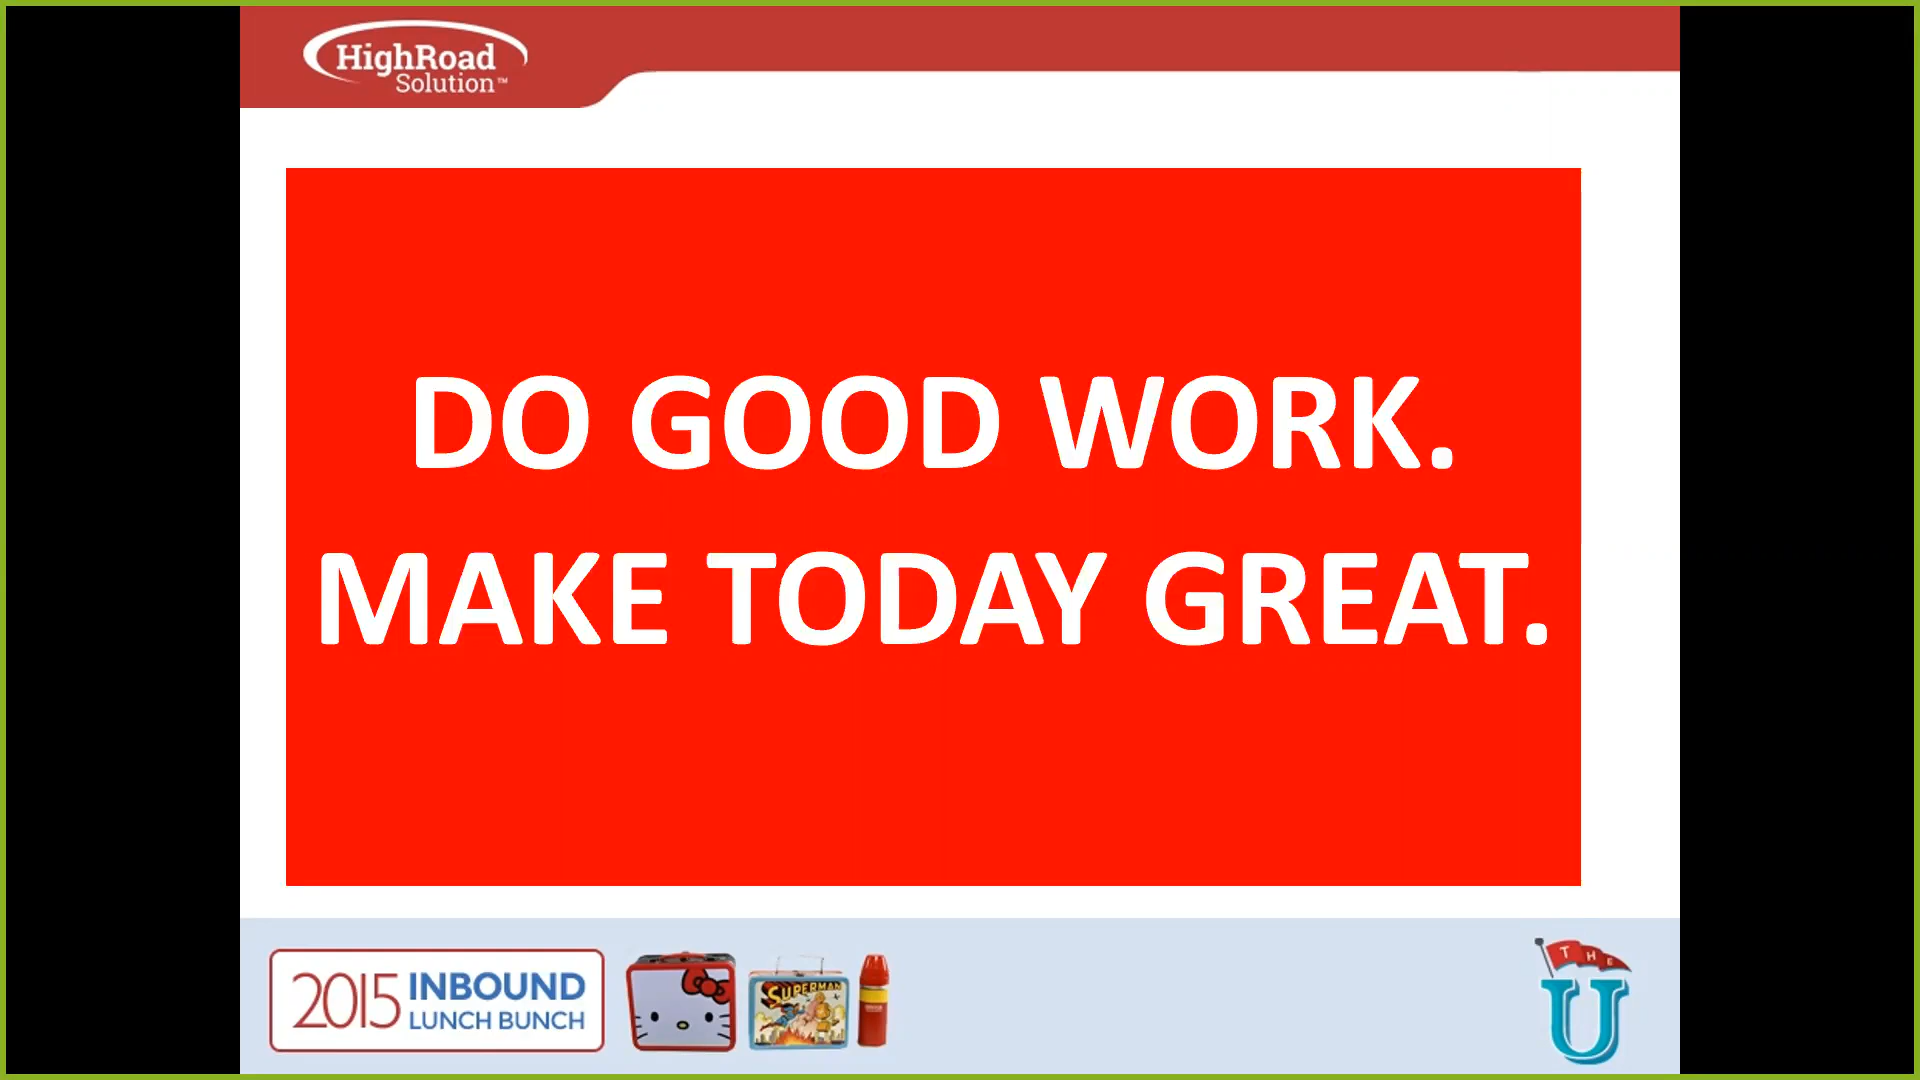 HighRoad
Solution™
DO GOOD WORK.
MAKE TODAY GREAT.
2015 INBOUND
LUNCH BUNCH
SUPERMAN
THE
U